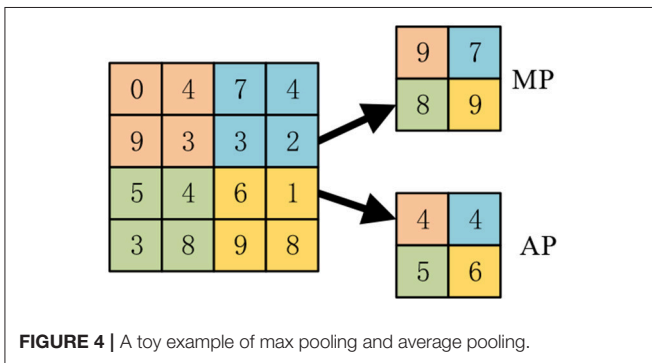 0 4 7 4
9 3 3 2
5 4 6 1
3 8 9 8
9 7
8 9
MP
4 4
5 6
AP
FIGURE 4 | A toy example of max pooling and average pooling.